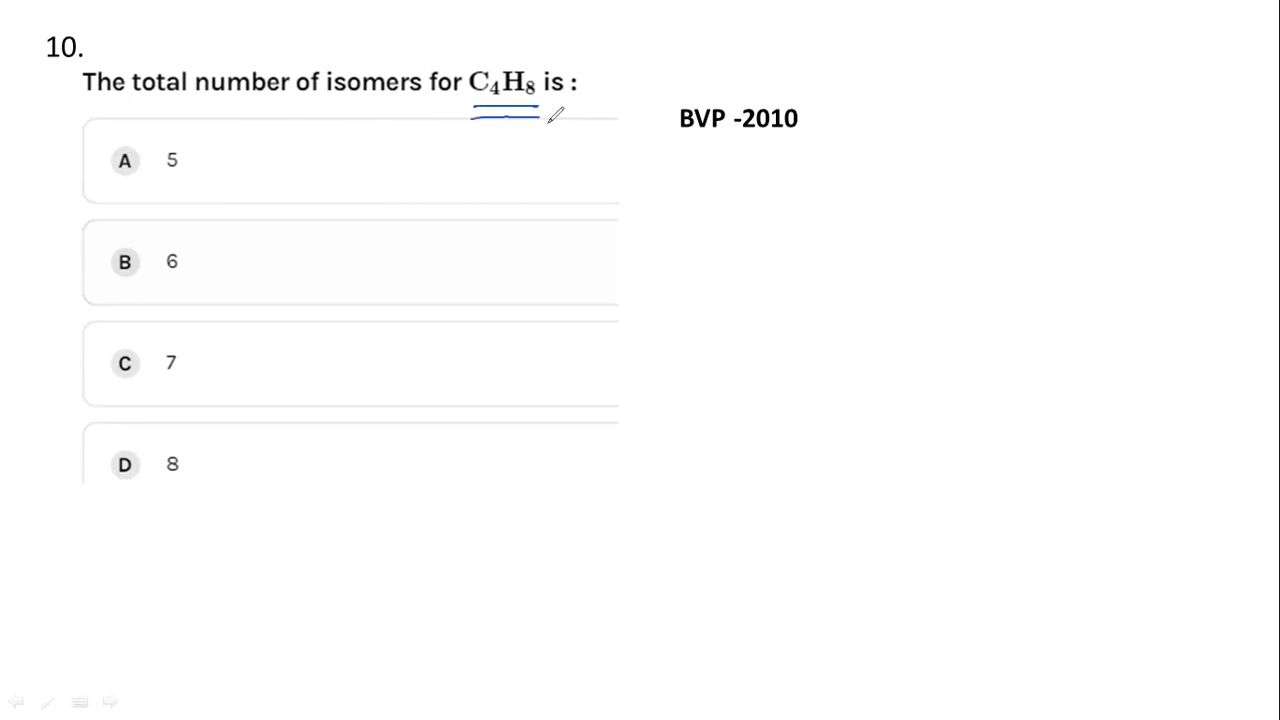 10.
The total number of isomers for C₄H₈ is :
BVP -2010
A 5
B 6
C 7
D 8